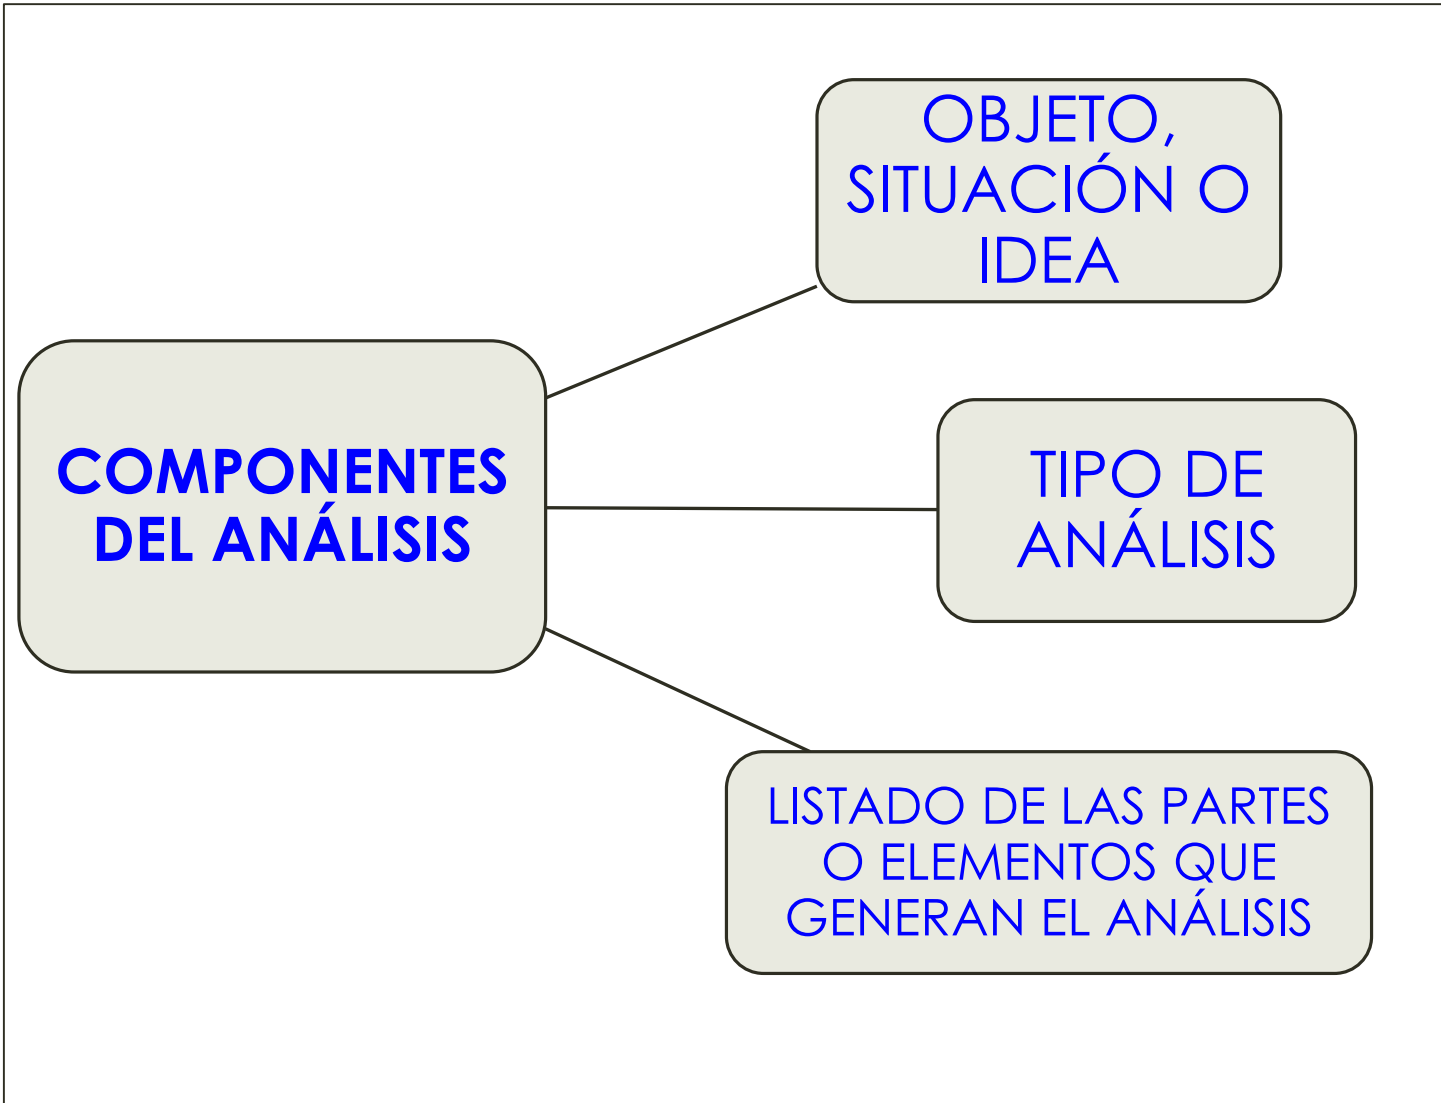 OBJETO,
SITUACIÓN O
IDEA
COMPONENTES
DEL ANÁLISIS
TIPO DE
ANÁLISIS
LISTADO DE LAS PARTES
O ELEMENTOS QUE
GENERAN EL ANÁLISIS